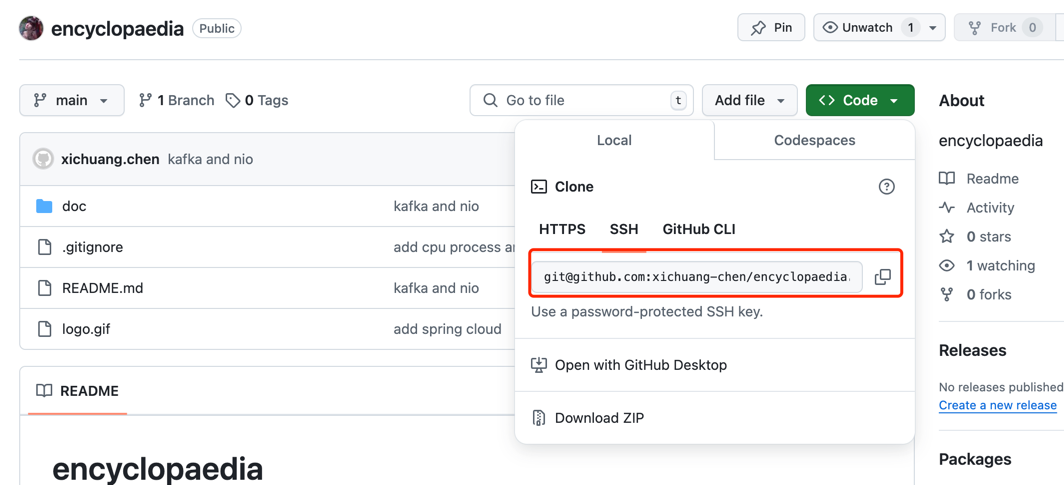 encyclopaedia Public Pin Unwatch 1 Fork 0
main 1 Branch 0 Tags Go to file t Add file Code
About
Local Codespaces
encyclopaedia
xichuang.chen kafka and nio
Clone
Readme
doc kafka and nio
Activity
HTTPS SSH GitHub CLI
0 stars
.gitignore add cpu process
1 watching
git@github.com:xichuang-chen/encyclopaedia.
README.md kafka and nio
0 forks
Use a password-protected SSH key.
logo.gif add spring cloud
Releases
Open with GitHub Desktop
No releases published
README
Create a new release
Download ZIP
Packages
encyclopaedia